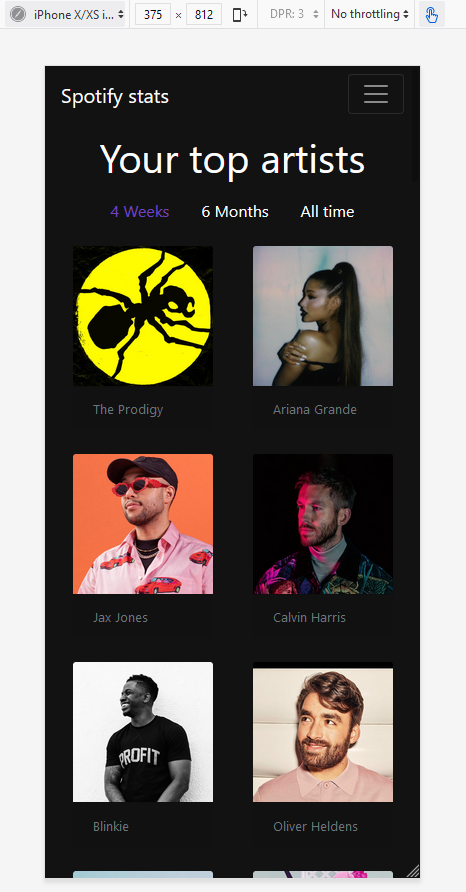 iPhone X/XS i...
375 × 812
DPR: 3
No throttling
Spotify stats
Your top artists
4 Weeks 6 Months All time
The Prodigy
Ariana Grande
Jax Jones
Calvin Harris
PROFIT
Blinkie
Oliver Heldens